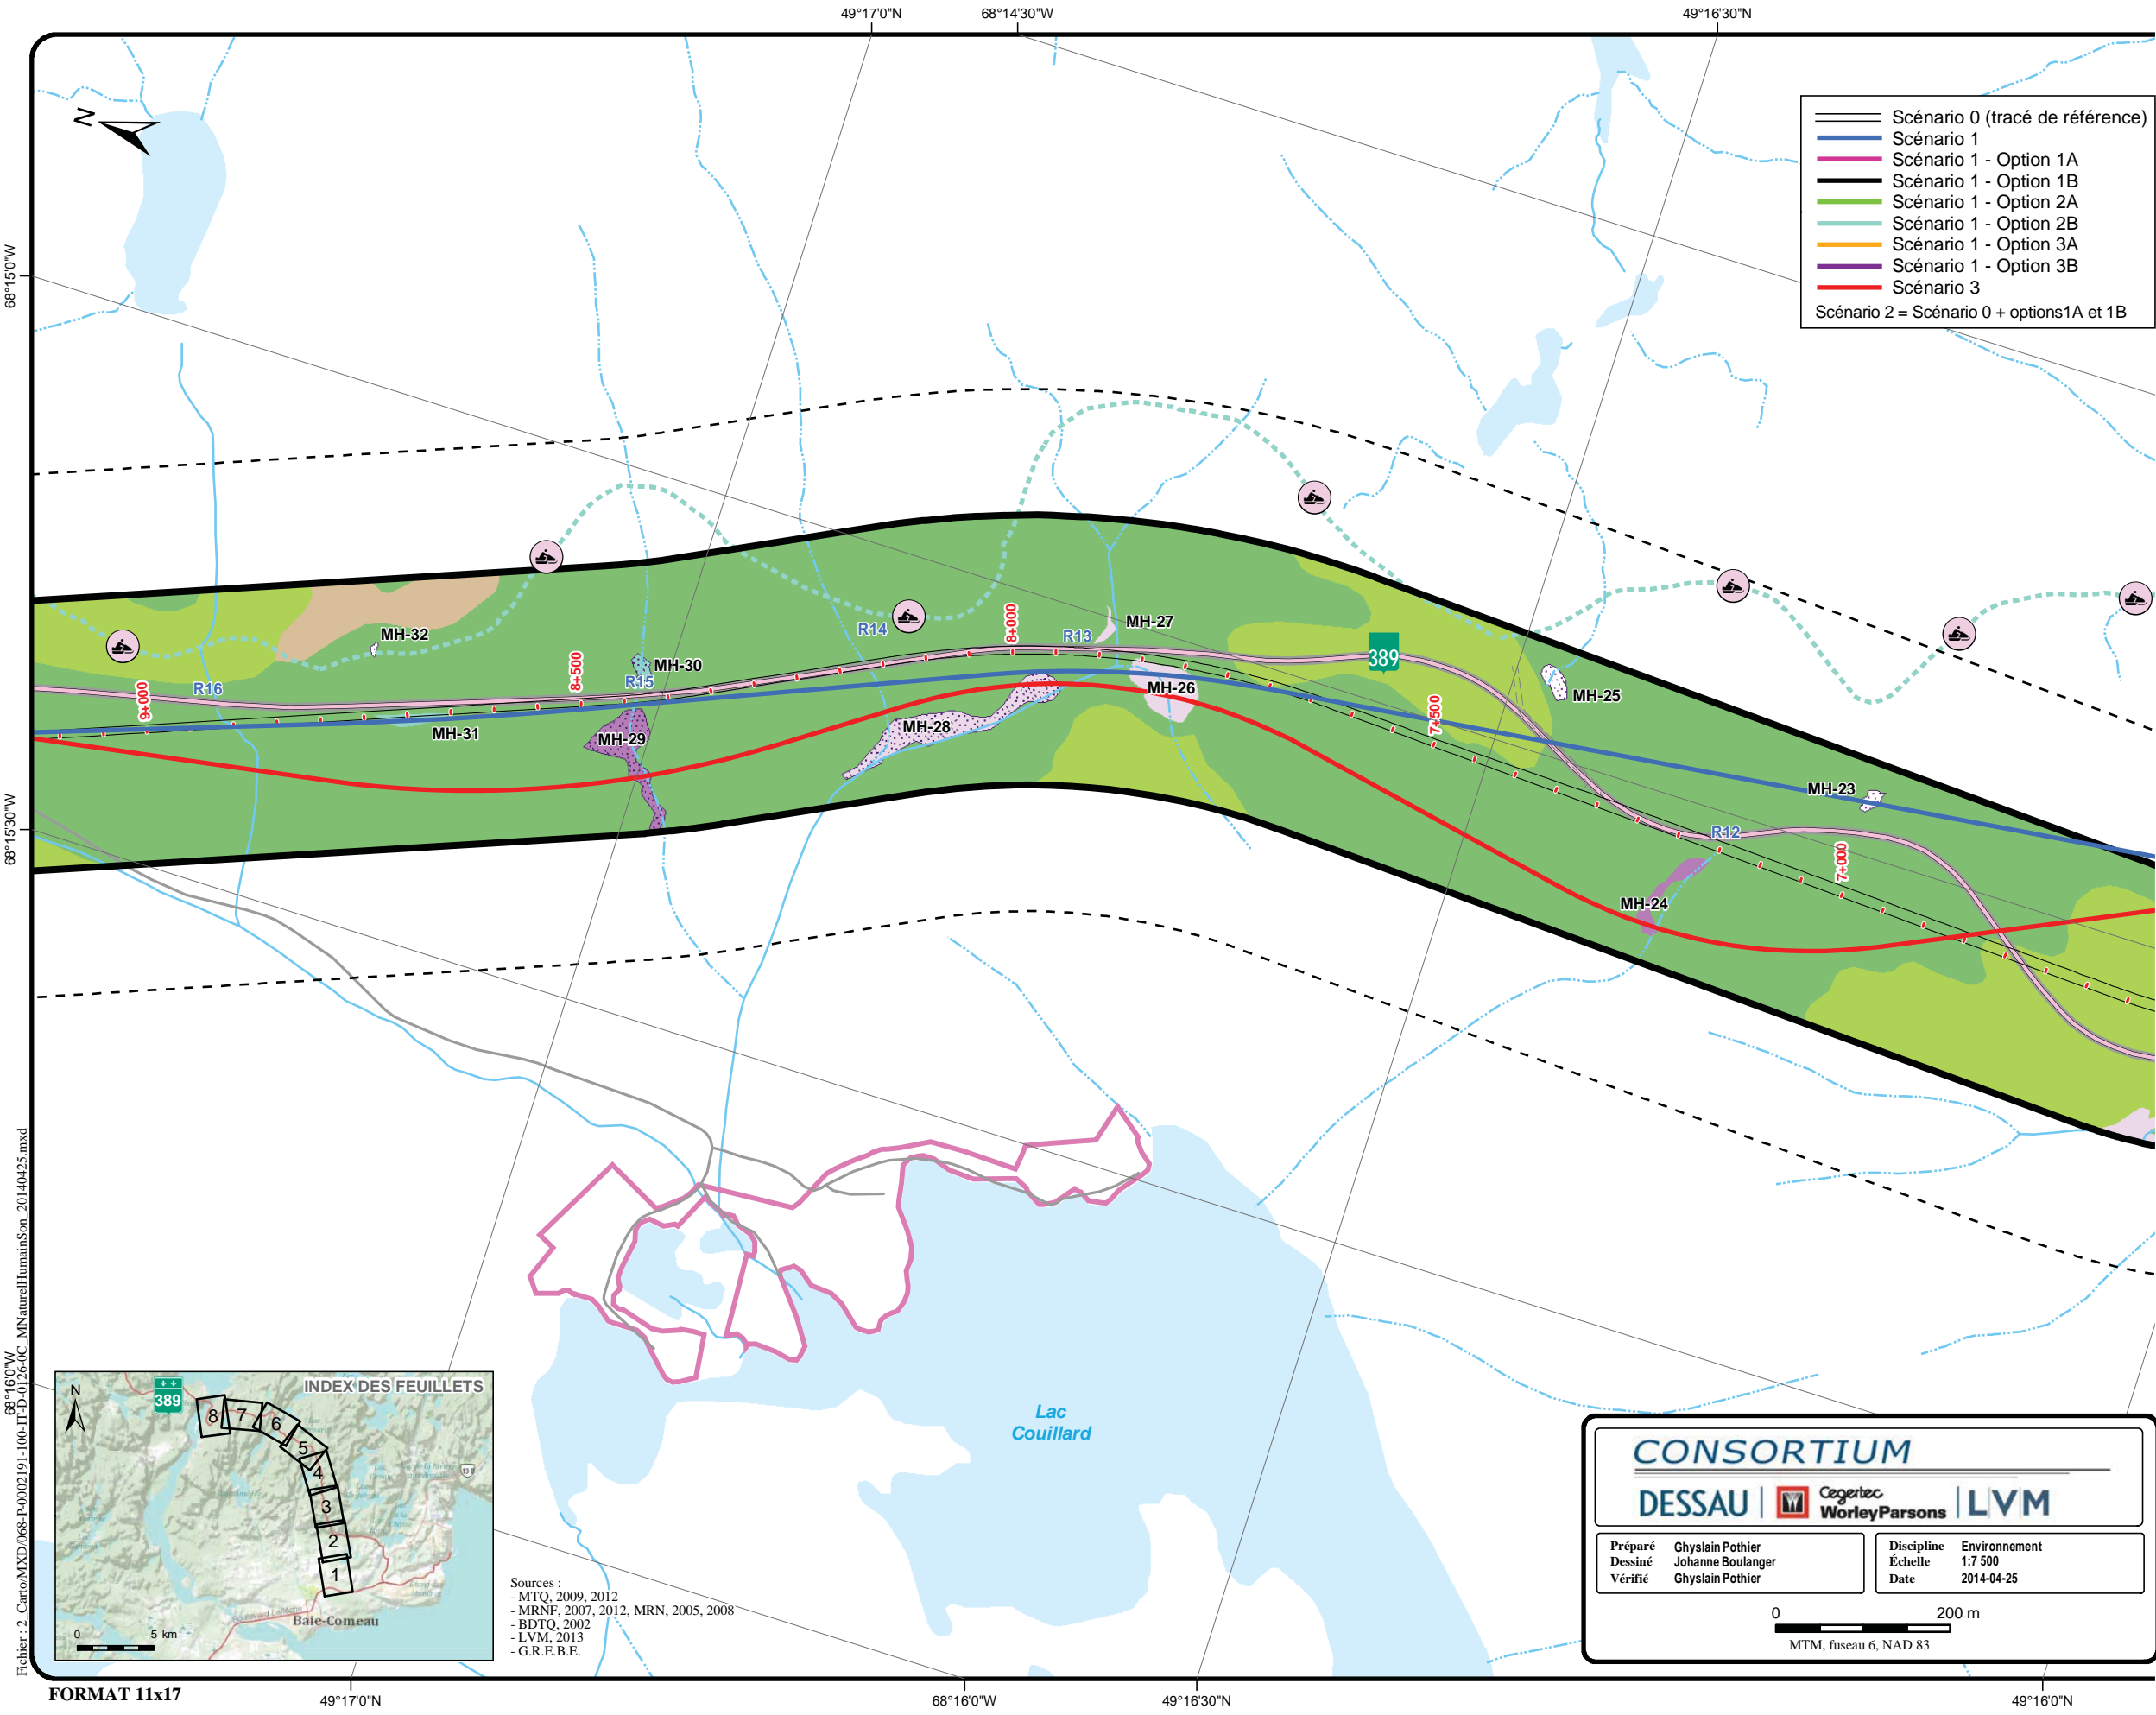 49°17'0"N
68°14'30"W
49°16'30"N
N
Scénario 0 (tracé de référence)
Scénario 1
Scénario 1 - Option 1A
Scénario 1 - Option 1B
Scénario 1 - Option 2A
Scénario 1 - Option 2B
Scénario 1 - Option 3A
Scénario 1 - Option 3B
Scénario 3
Scénario 2 = Scénario 0 + options1A et 1B
68°15'0"W
MH-32
R16
9+000
8+500
MH-30
R15
MH-31
MH-29
R14
8+000
R13
MH-27
MH-28
MH-26
389
7+500
MH-25
MH-23
R12
7+000
MH-24
68°15'30"W
68°16'0"W
Lac
Couillard
INDEX DES FEUILLETS
N
389
8
7
6
5
4
3
2
1
Baie-Comeau
0 5 km
Sources :
- MTQ, 2009, 2012
- MRNF, 2007, 2012, MRN, 2005, 2008
- BDTQ, 2002
- LVM, 2013
- G.R.E.B.E.
CONSORTIUM
DESSAU
Cegertec
WorleyParsons
LVM
Préparé Ghyslain Pothier
Dessiné Johanne Boulanger
Vérifié Ghyslain Pothier
Discipline Environnement
Échelle 1:7 500
Date 2014-04-25
0 200 m
MTM, fuseau 6, NAD 83
Fichier : 2_Carto/MXD/068-P-0002191-100-IT-D-0126-0C_MNaturelHumainSon_20140425.mxd
FORMAT 11x17
49°17'0"N
68°16'0"W
49°16'30"N
49°16'0"N